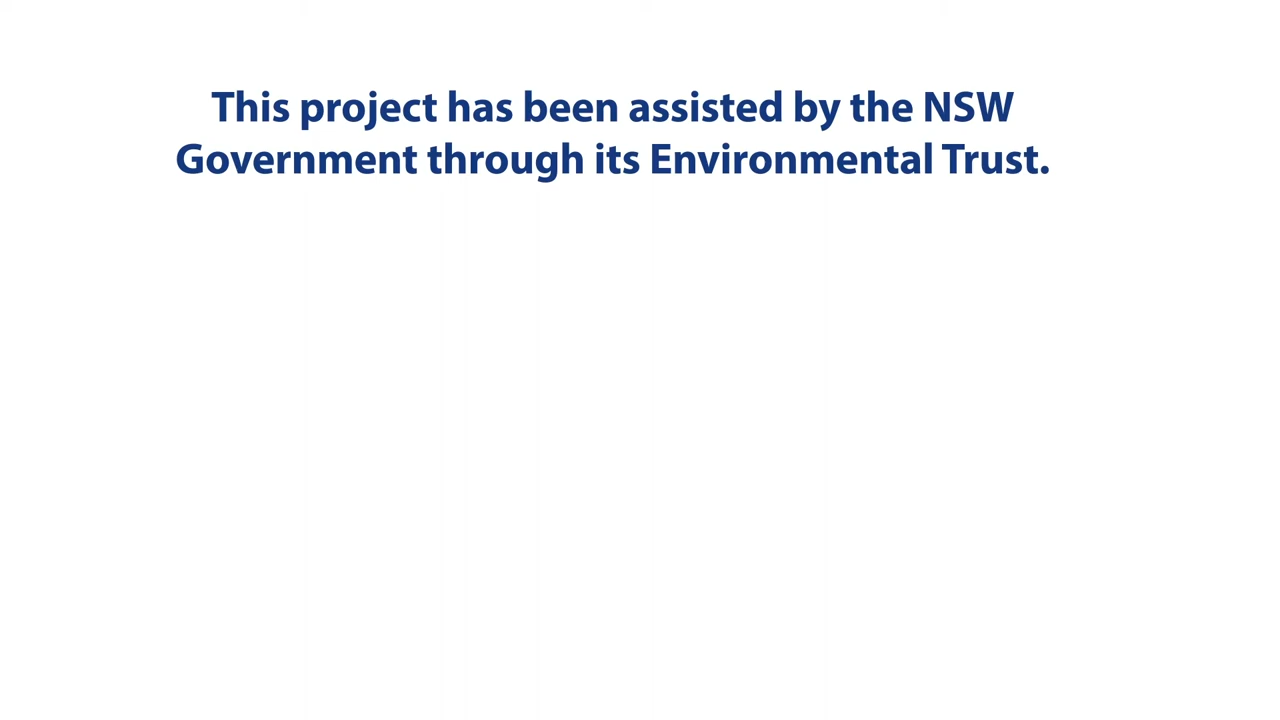 This project has been assisted by the NSW
Government through its Environmental Trust.